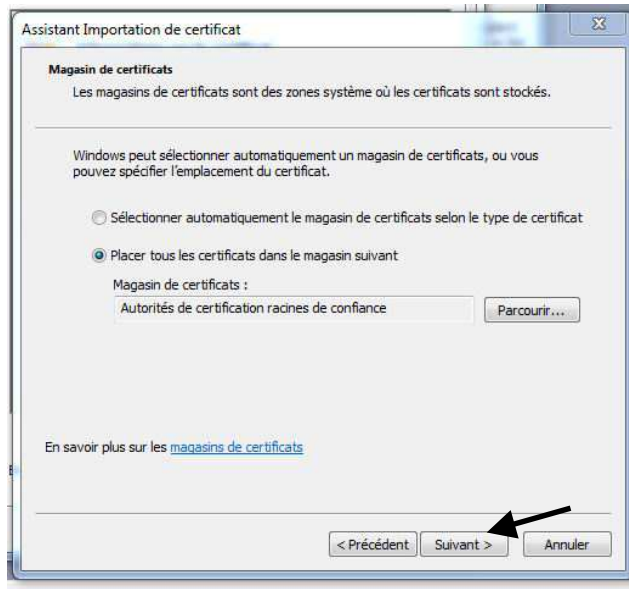 Assistant Importation de certificat
Magasin de certificats
Les magasins de certificats sont des zones système où les certificats sont stockés.
Windows peut sélectionner automatiquement un magasin de certificats, ou vous
pouvez spécifier l'emplacement du certificat.
Sélectionner automatiquement le magasin de certificats selon le type de certificat
Placer tous les certificats dans le magasin suivant
Magasin de certificats :
Autorités de certification racines de confiance
Parcourir...
En savoir plus sur les magasins de certificats
< Précédent
Suivant >
Annuler